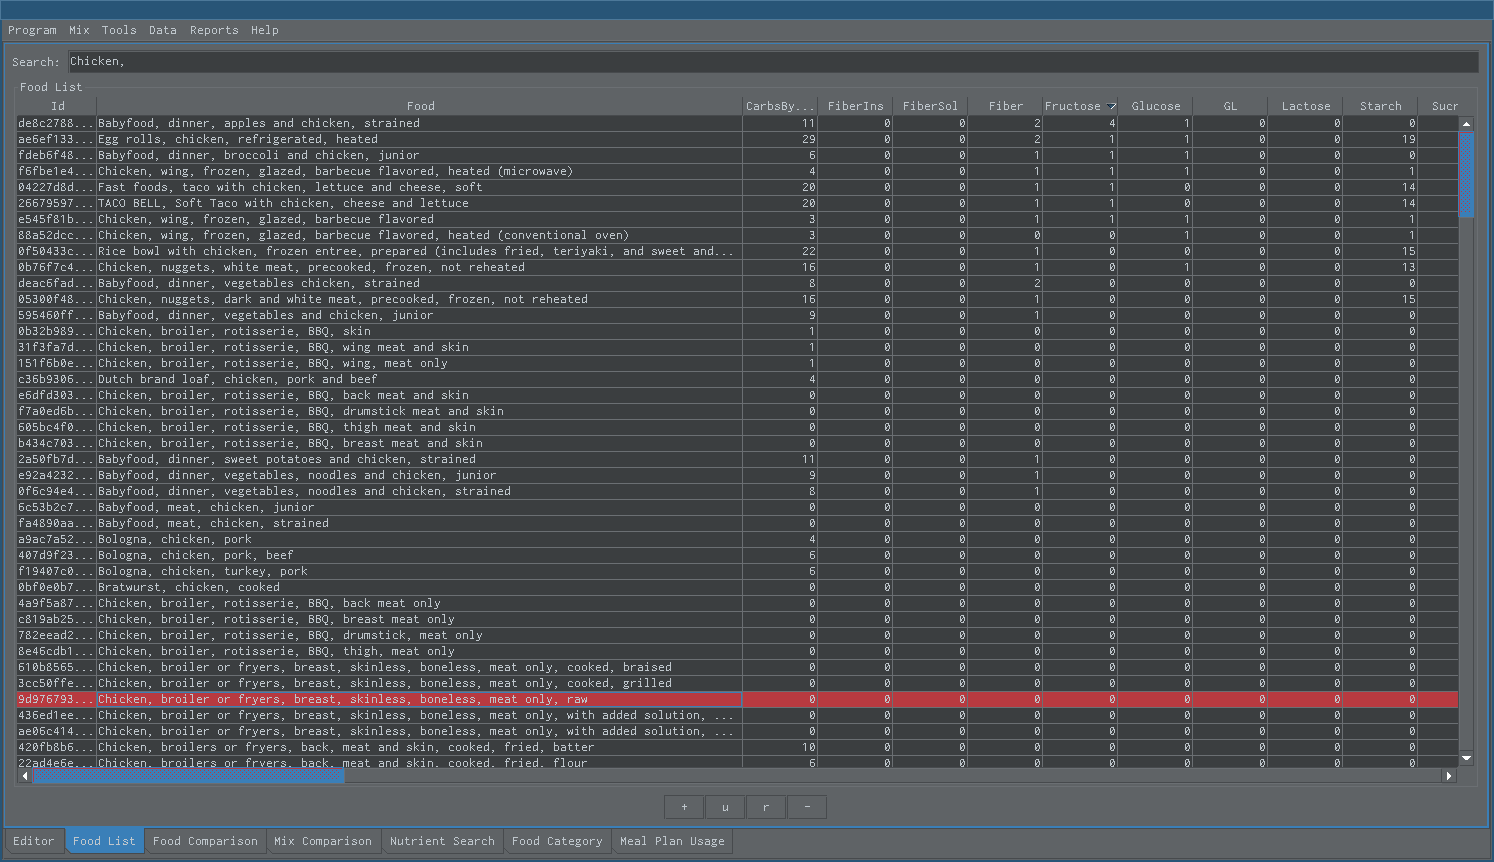 Program Mix Tools Data Reports Help
Search: Chicken,
Food List
Id Food CarbsBy... FiberIns FiberSol Fiber Fructose Glucose GL Lactose Starch Sucr
de8c2788... Babyfood, dinner, apples and chicken, strained 11 0 0 2 4 1 0 0 0
ae6ef133... Egg rolls, chicken, refrigerated, heated 29 0 0 2 1 1 0 0 19
fdeb6f48... Babyfood, dinner, broccoli and chicken, junior 6 0 0 1 1 1 0 0 0
f6fbe1e4... Chicken, wing, frozen, glazed, barbecue flavored, heated (microwave) 4 0 0 1 1 1 0 0 1
04227d8d... Fast foods, taco with chicken, lettuce and cheese, soft 20 0 0 1 1 0 0 0 14
26679597... TACO BELL, Soft Taco with chicken, cheese and lettuce 20 0 0 1 1 0 0 0 14
e545f81b... Chicken, wing, frozen, glazed, barbecue flavored 3 0 0 1 1 1 0 0 1
88a52dcc... Chicken, wing, frozen, glazed, barbecue flavored, heated (conventional oven) 3 0 0 0 0 1 0 0 1
0f50433c... Rice bowl with chicken, frozen entree, prepared (includes fried, teriyaki, and sweet and... 22 0 0 1 0 0 0 0 15
0b76f7c4... Chicken, nuggets, white meat, precooked, frozen, not reheated 16 0 0 1 0 1 0 0 13
deac6fad... Babyfood, dinner, vegetables chicken, strained 8 0 0 2 0 0 0 0 0
05300f48... Chicken, nuggets, dark and white meat, precooked, frozen, not reheated 16 0 0 1 0 0 0 0 15
595460ff... Babyfood, dinner, vegetables and chicken, junior 9 0 0 1 0 0 0 0 0
0b32b989... Chicken, broiler, rotisserie, BBQ, skin 1 0 0 0 0 0 0 0 0
31f3fa7d... Chicken, broiler, rotisserie, BBQ, wing meat and skin 1 0 0 0 0 0 0 0 0
151f6b0e... Chicken, broiler, rotisserie, BBQ, wing, meat only 1 0 0 0 0 0 0 0 0
c36b9306... Dutch brand loaf, chicken, pork and beef 4 0 0 0 0 0 0 0 0
e6dfd303... Chicken, broiler, rotisserie, BBQ, back meat and skin 0 0 0 0 0 0 0 0 0
f7a0ed6b... Chicken, broiler, rotisserie, BBQ, drumstick meat and skin 0 0 0 0 0 0 0 0 0
605bc4f0... Chicken, broiler, rotisserie, BBQ, thigh meat and skin 0 0 0 0 0 0 0 0 0
b434c703... Chicken, broiler, rotisserie, BBQ, breast meat and skin 0 0 0 0 0 0 0 0 0
2a50fb7d... Babyfood, dinner, sweet potatoes and chicken, strained 11 0 0 1 0 0 0 0 0
e92a4232... Babyfood, dinner, vegetables, noodles and chicken, junior 9 0 0 1 0 0 0 0 0
0f6c94e4... Babyfood, dinner, vegetables, noodles and chicken, strained 8 0 0 1 0 0 0 0 0
6c53b2c7... Babyfood, meat, chicken, junior 0 0 0 0 0 0 0 0 0
fa4890aa... Babyfood, meat, chicken, strained 0 0 0 0 0 0 0 0 0
a9ac7a52... Bologna, chicken, pork 4 0 0 0 0 0 0 0 0
407d9f23... Bologna, chicken, pork, beef 6 0 0 0 0 0 0 0 0
f19407c0... Bologna, chicken, turkey, pork 6 0 0 0 0 0 0 0 0
0bf0e0b7... Bratwurst, chicken, cooked 0 0 0 0 0 0 0 0 0
4a9f5a87... Chicken, broiler, rotisserie, BBQ, back meat only 0 0 0 0 0 0 0 0 0
c819ab25... Chicken, broiler, rotisserie, BBQ, breast meat only 0 0 0 0 0 0 0 0 0
782eead2... Chicken, broiler, rotisserie, BBQ, drumstick, meat only 0 0 0 0 0 0 0 0 0
8e46cdb1... Chicken, broiler, rotisserie, BBQ, thigh, meat only 0 0 0 0 0 0 0 0 0
610b8565... Chicken, broiler or fryers, breast, skinless, boneless, meat only, cooked, braised 0 0 0 0 0 0 0 0 0
3cc50ffe... Chicken, broiler or fryers, breast, skinless, boneless, meat only, cooked, grilled 0 0 0 0 0 0 0 0 0
9d976793... Chicken, broiler or fryers, breast, skinless, boneless, meat only, raw 0 0 0 0 0 0 0 0 0
436ed1ee... Chicken, broiler or fryers, breast, skinless, boneless, meat only, with added solution, ... 0 0 0 0 0 0 0 0 0
ae06c414... Chicken, broiler or fryers, breast, skinless, boneless, meat only, with added solution, ... 0 0 0 0 0 0 0 0 0
420fb8b6... Chicken, broilers or fryers, back, meat and skin, cooked, fried, batter 10 0 0 0 0 0 0 0 0
22ad4e6e... Chicken, broilers or fryers, back, meat and skin, cooked, fried, flour 6 0 0 0 0 0 0 0 0
+ u r -
Editor Food List Food Comparison Mix Comparison Nutrient Search Food Category Meal Plan Usage